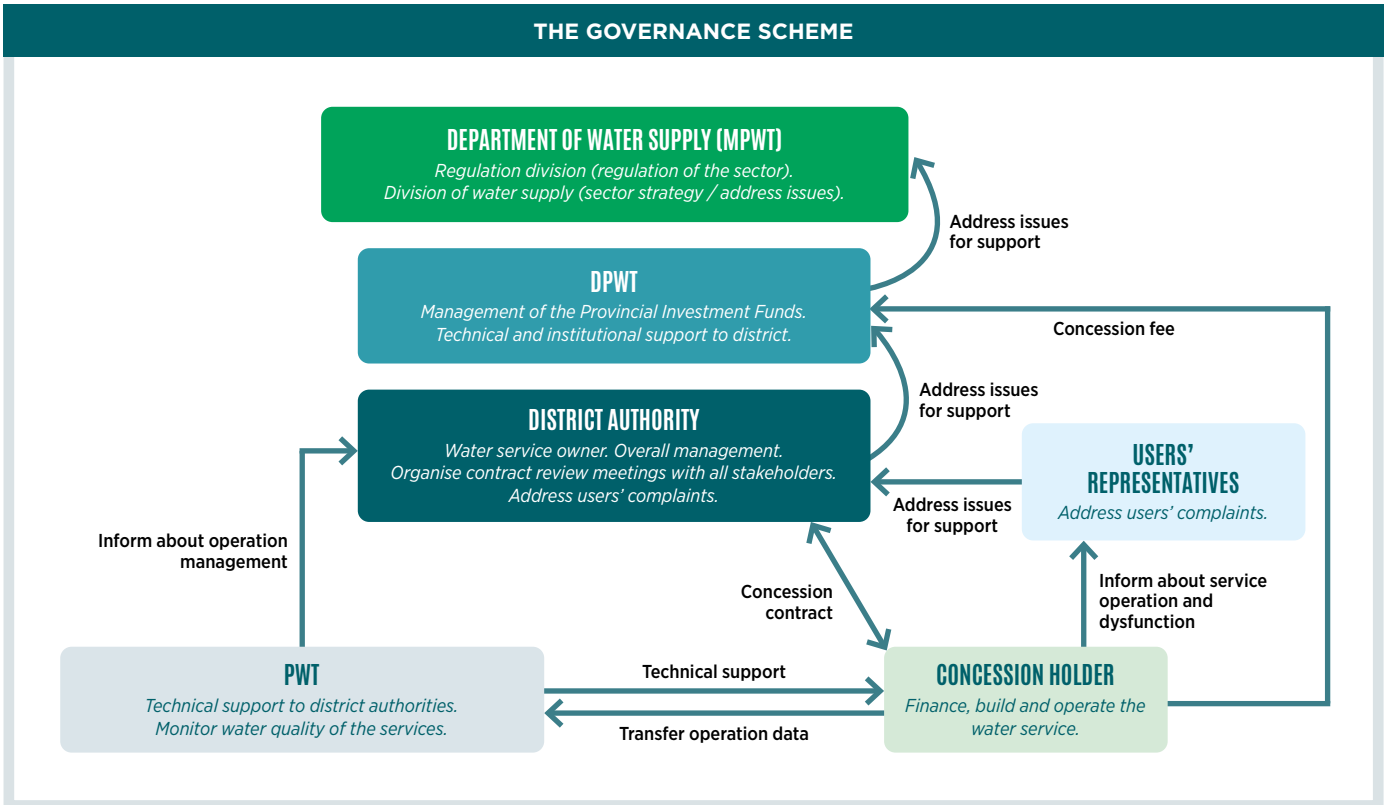 THE GOVERNANCE SCHEME
DEPARTMENT OF WATER SUPPLY (MPWT)
Regulation division (regulation of the sector).
Division of water supply (sector strategy / address issues).
Address issues
for support
DPWT
Management of the Provincial Investment Funds.
Technical and institutional support to district.
Concession fee
Address issues
for support
DISTRICT AUTHORITY
Water service owner. Overall management.
Organise contract review meetings with all stakeholders.
Address users’ complaints.
USERS’
REPRESENTATIVES
Address users’ complaints.
Address issues
for support
Inform about operation
management
Concession
contract
Inform about service
operation and
dysfunction
PWT
Technical support to district authorities.
Monitor water quality of the services.
Technical support
Transfer operation data
CONCESSION HOLDER
Finance, build and operate the
water service.